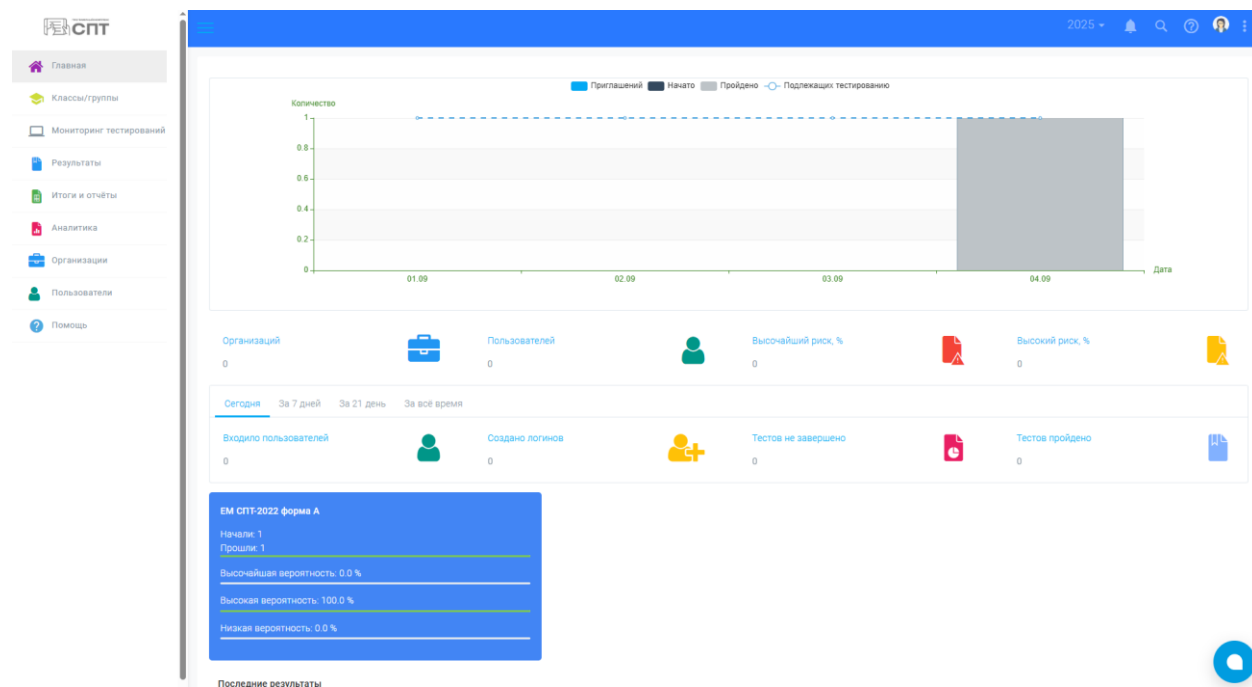 СПТ
2025
Главная
Классы/группы
Мониторинг тестирований
Результаты
Итоги и отчёты
Аналитика
Организации
Пользователи
Помощь
Приглашений Начато Пройдено Подлежащих тестированию
Количество
1
0.8
0.6
0.4
0.2
0
01.09 02.09 03.09 04.09
Дата
Организаций Пользователей Высочайший риск, % Высокий риск, %
0 0 0 0
Сегодня За 7 дней За 21 день За всё время
Входило пользователей Создано логинов Тестов не завершено Тестов пройдено
0 0 0 0
ЕМ СПТ-2022 форма А
Начали: 1
Прошли: 1
Высочайшая вероятность: 0.0 %
Высокая вероятность: 100.0 %
Низкая вероятность: 0.0 %
Последние результаты